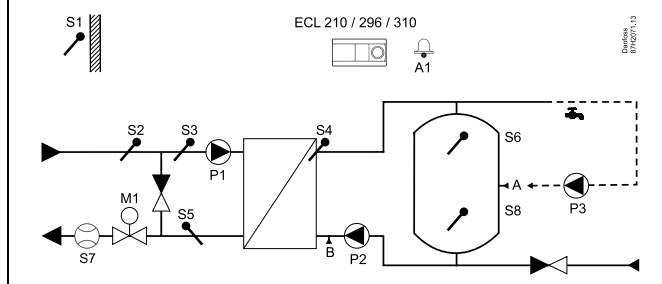 S1
ECL 210 / 296 / 310
A1
Danfoss
87H2071.13
S2
S3
S4
S6
P1
A
M1
S5
S8
P3
S7
B
P2